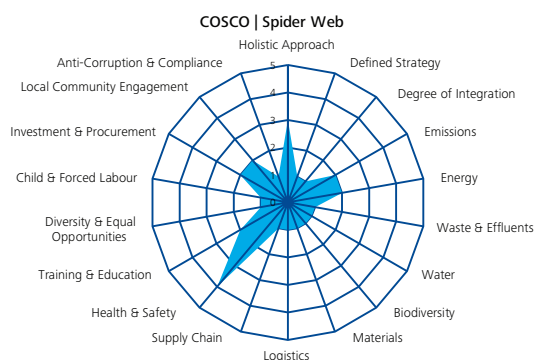 COSCO | Spider Web
Holistic Approach
Defined Strategy
Degree of Integration
Emissions
Energy
Waste & Effluents
Water
Biodiversity
Materials
Logistics
Supply Chain
Health & Safety
Training & Education
Diversity & Equal
Opportunities
Child & Forced Labour
Investment & Procurement
Local Community Engagement
Anti-Corruption & Compliance
5
4
3
2
1
0